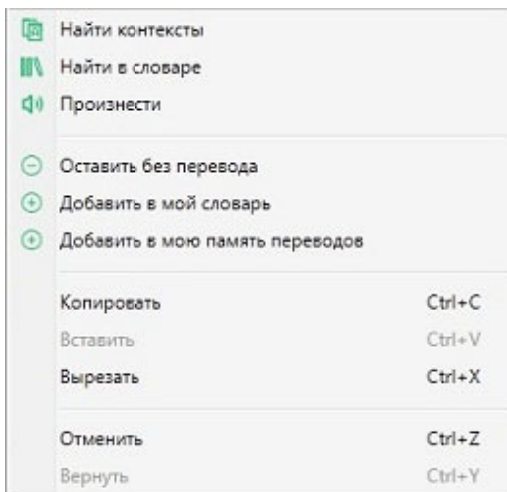 Найти контексты
Найти в словаре
Произнести
Оставить без перевода
Добавить в мой словарь
Добавить в мою память переводов
Копировать Ctrl+C
Вставить Ctrl+V
Вырезать Ctrl+X
Отменить Ctrl+Z
Вернуть Ctrl+Y